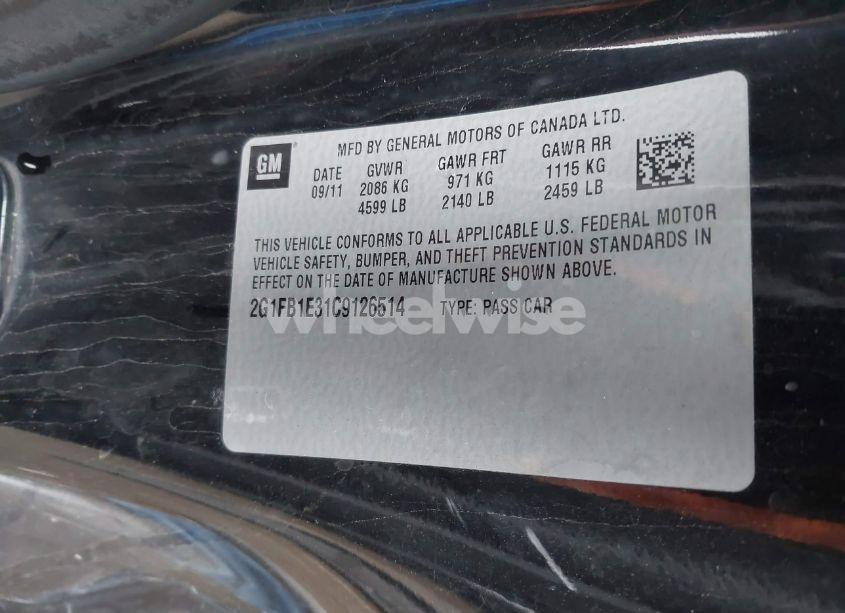 GM
MFD BY GENERAL MOTORS OF CANADA LTD.
DATE GVWR GAWR FRT GAWR RR
09/11 2086 KG 971 KG 1115 KG
4599 LB 2140 LB 2459 LB
THIS VEHICLE CONFORMS TO ALL APPLICABLE U.S. FEDERAL MOTOR
VEHICLE SAFETY, BUMPER, AND THEFT PREVENTION STANDARDS IN
EFFECT ON THE DATE OF MANUFACTURE SHOWN ABOVE.
2G1FB1E31C9126514 TYPE: PASS CAR
wheelwise